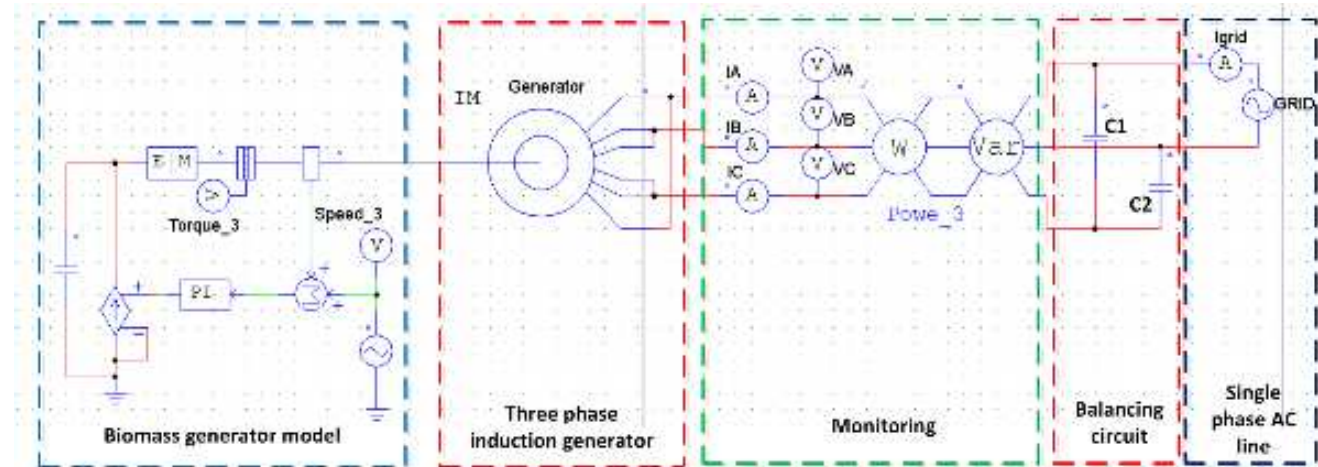 Igrid
A
GRID
IA
V
VA
A
IM
Generator
IB
V
VB
A
C1
E M
W
Var
IC
V
VC
A
C2
V
Torque_3
Speed_3
V
Powe_3
PI
Σ
+
+
+
-
Biomass generator model
Three phase
induction generator
Monitoring
Balancing
circuit
Single
phase AC
line